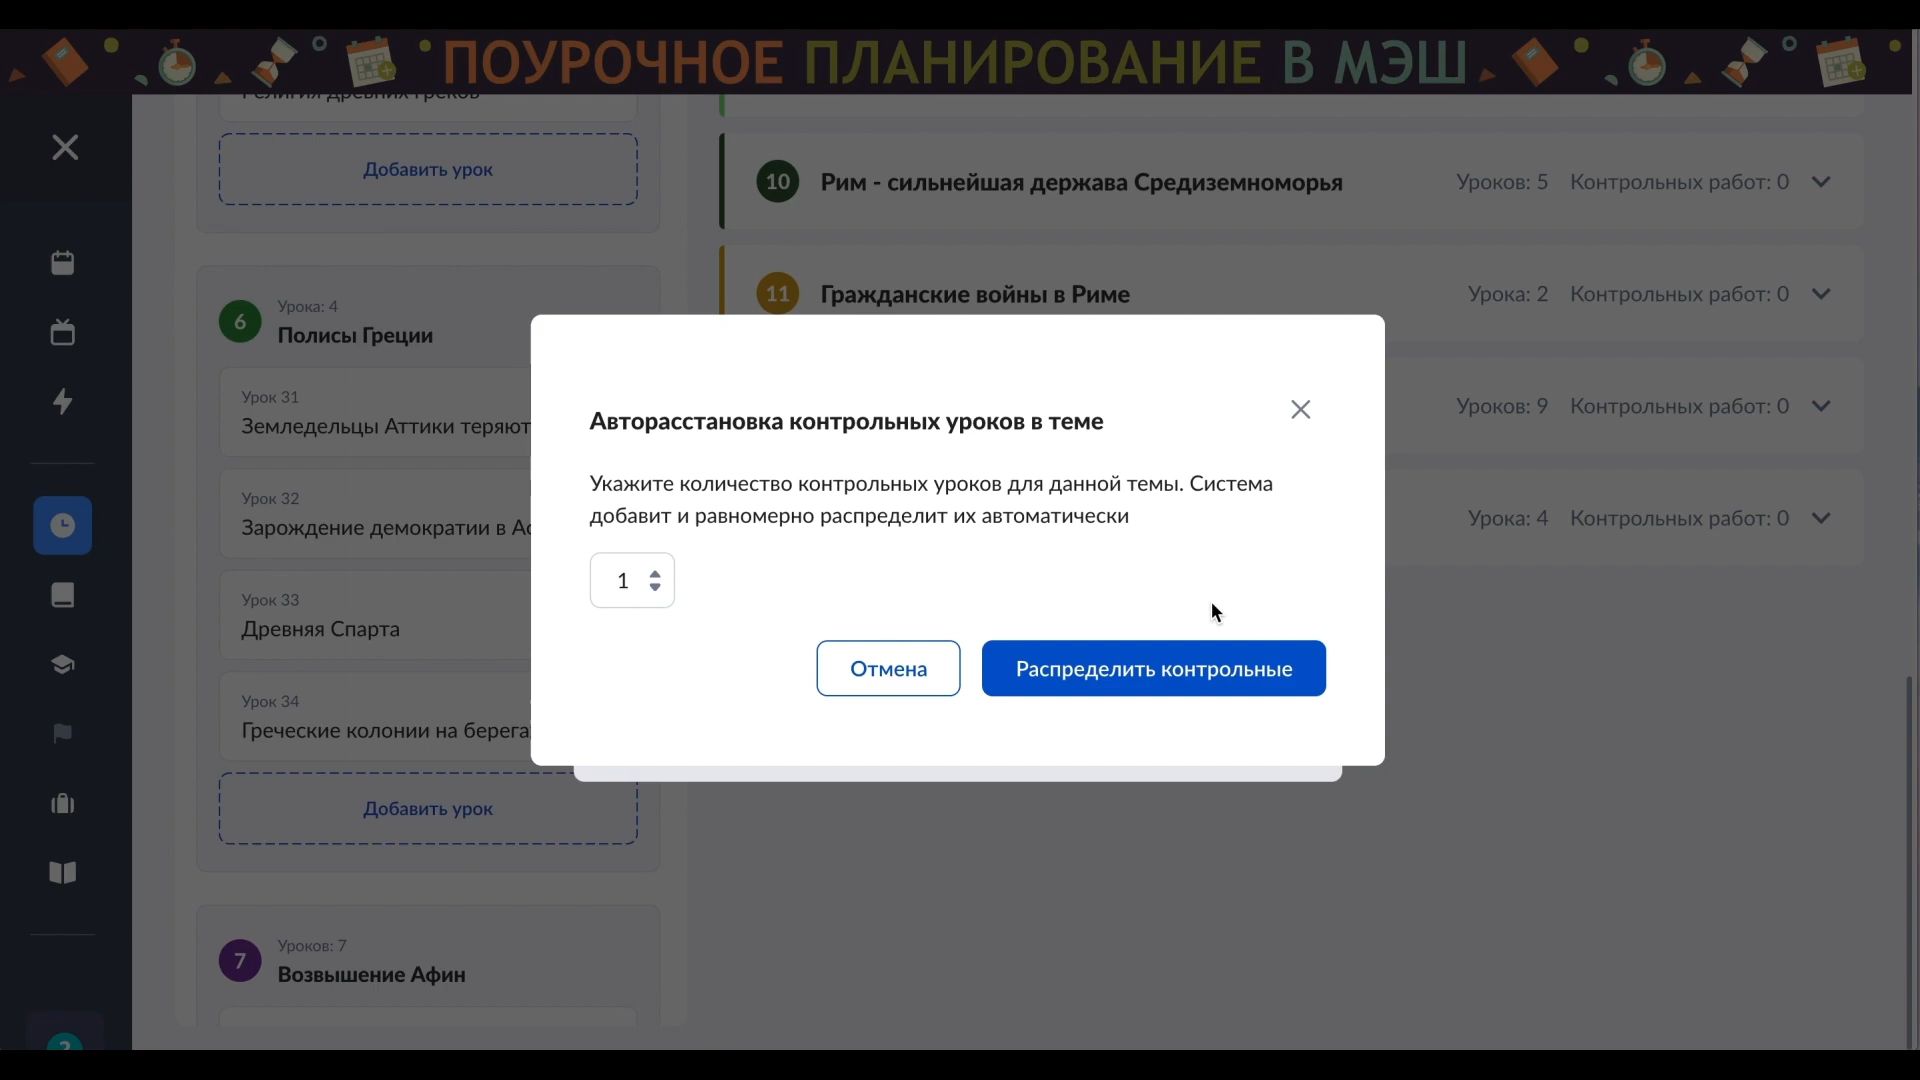 ПОУРОЧНОЕ ПЛАНИРОВАНИЕ В МЭШ
Религия древних греков
Добавить урок
6
Урока: 4
Полисы Греции
Урок 31
Земледельцы Аттики теряют
Урок 32
Зарождение демократии в
Урок 33
Древняя Спарта
Урок 34
Греческие колонии на
Добавить урок
7
Уроков: 7
Возвышение Афин
10 Рим - сильнейшая держава Средиземноморья Уроков: 5 Контрольных работ: 0
11 Гражданские войны в Риме Урока: 2 Контрольных работ: 0
Уроков: 9 Контрольных работ: 0
Урока: 4 Контрольных работ: 0
Авторасстановка контрольных уроков в теме
Укажите количество контрольных уроков для данной темы. Система
добавит и равномерно распределит их автоматически
1
Отмена
Распределить контрольные